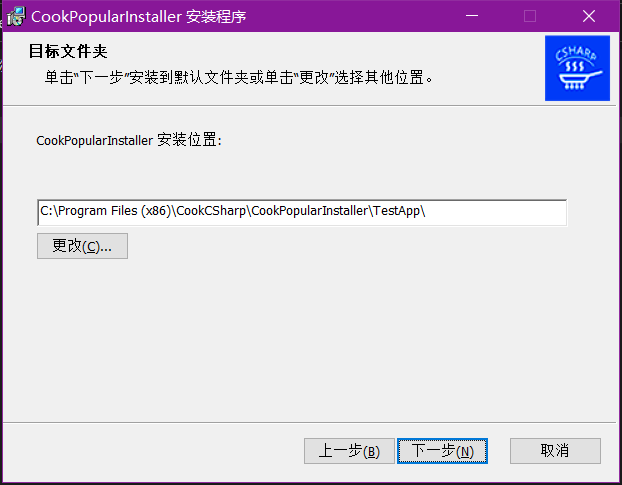 CookPopularInstaller 安装程序
目标文件夹
单击“下一步”安装到默认文件夹或单击“更改”选择其他位置。
CSHARP
CookPopularInstaller 安装位置:
C:\Program Files (x86)\CookCSharp\CookPopularInstaller\TestApp\
更改(C)...
上一步(B)
下一步(N)
取消